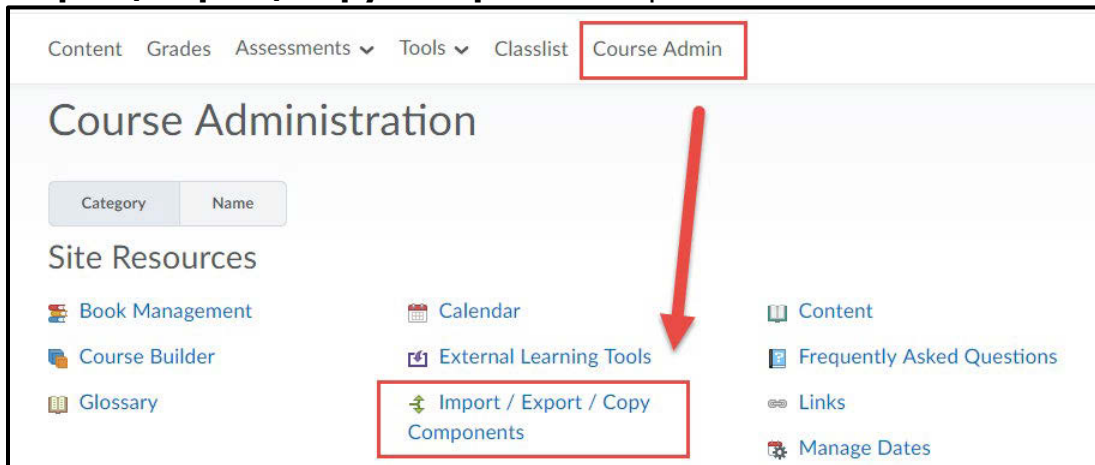 Content Grades Assessments Tools Classlist Course Admin
Course Administration
Category Name
Site Resources
Book Management Calendar Content
Course Builder External Learning Tools Frequently Asked Questions
Glossary Import / Export / Copy Links
Components
Manage Dates